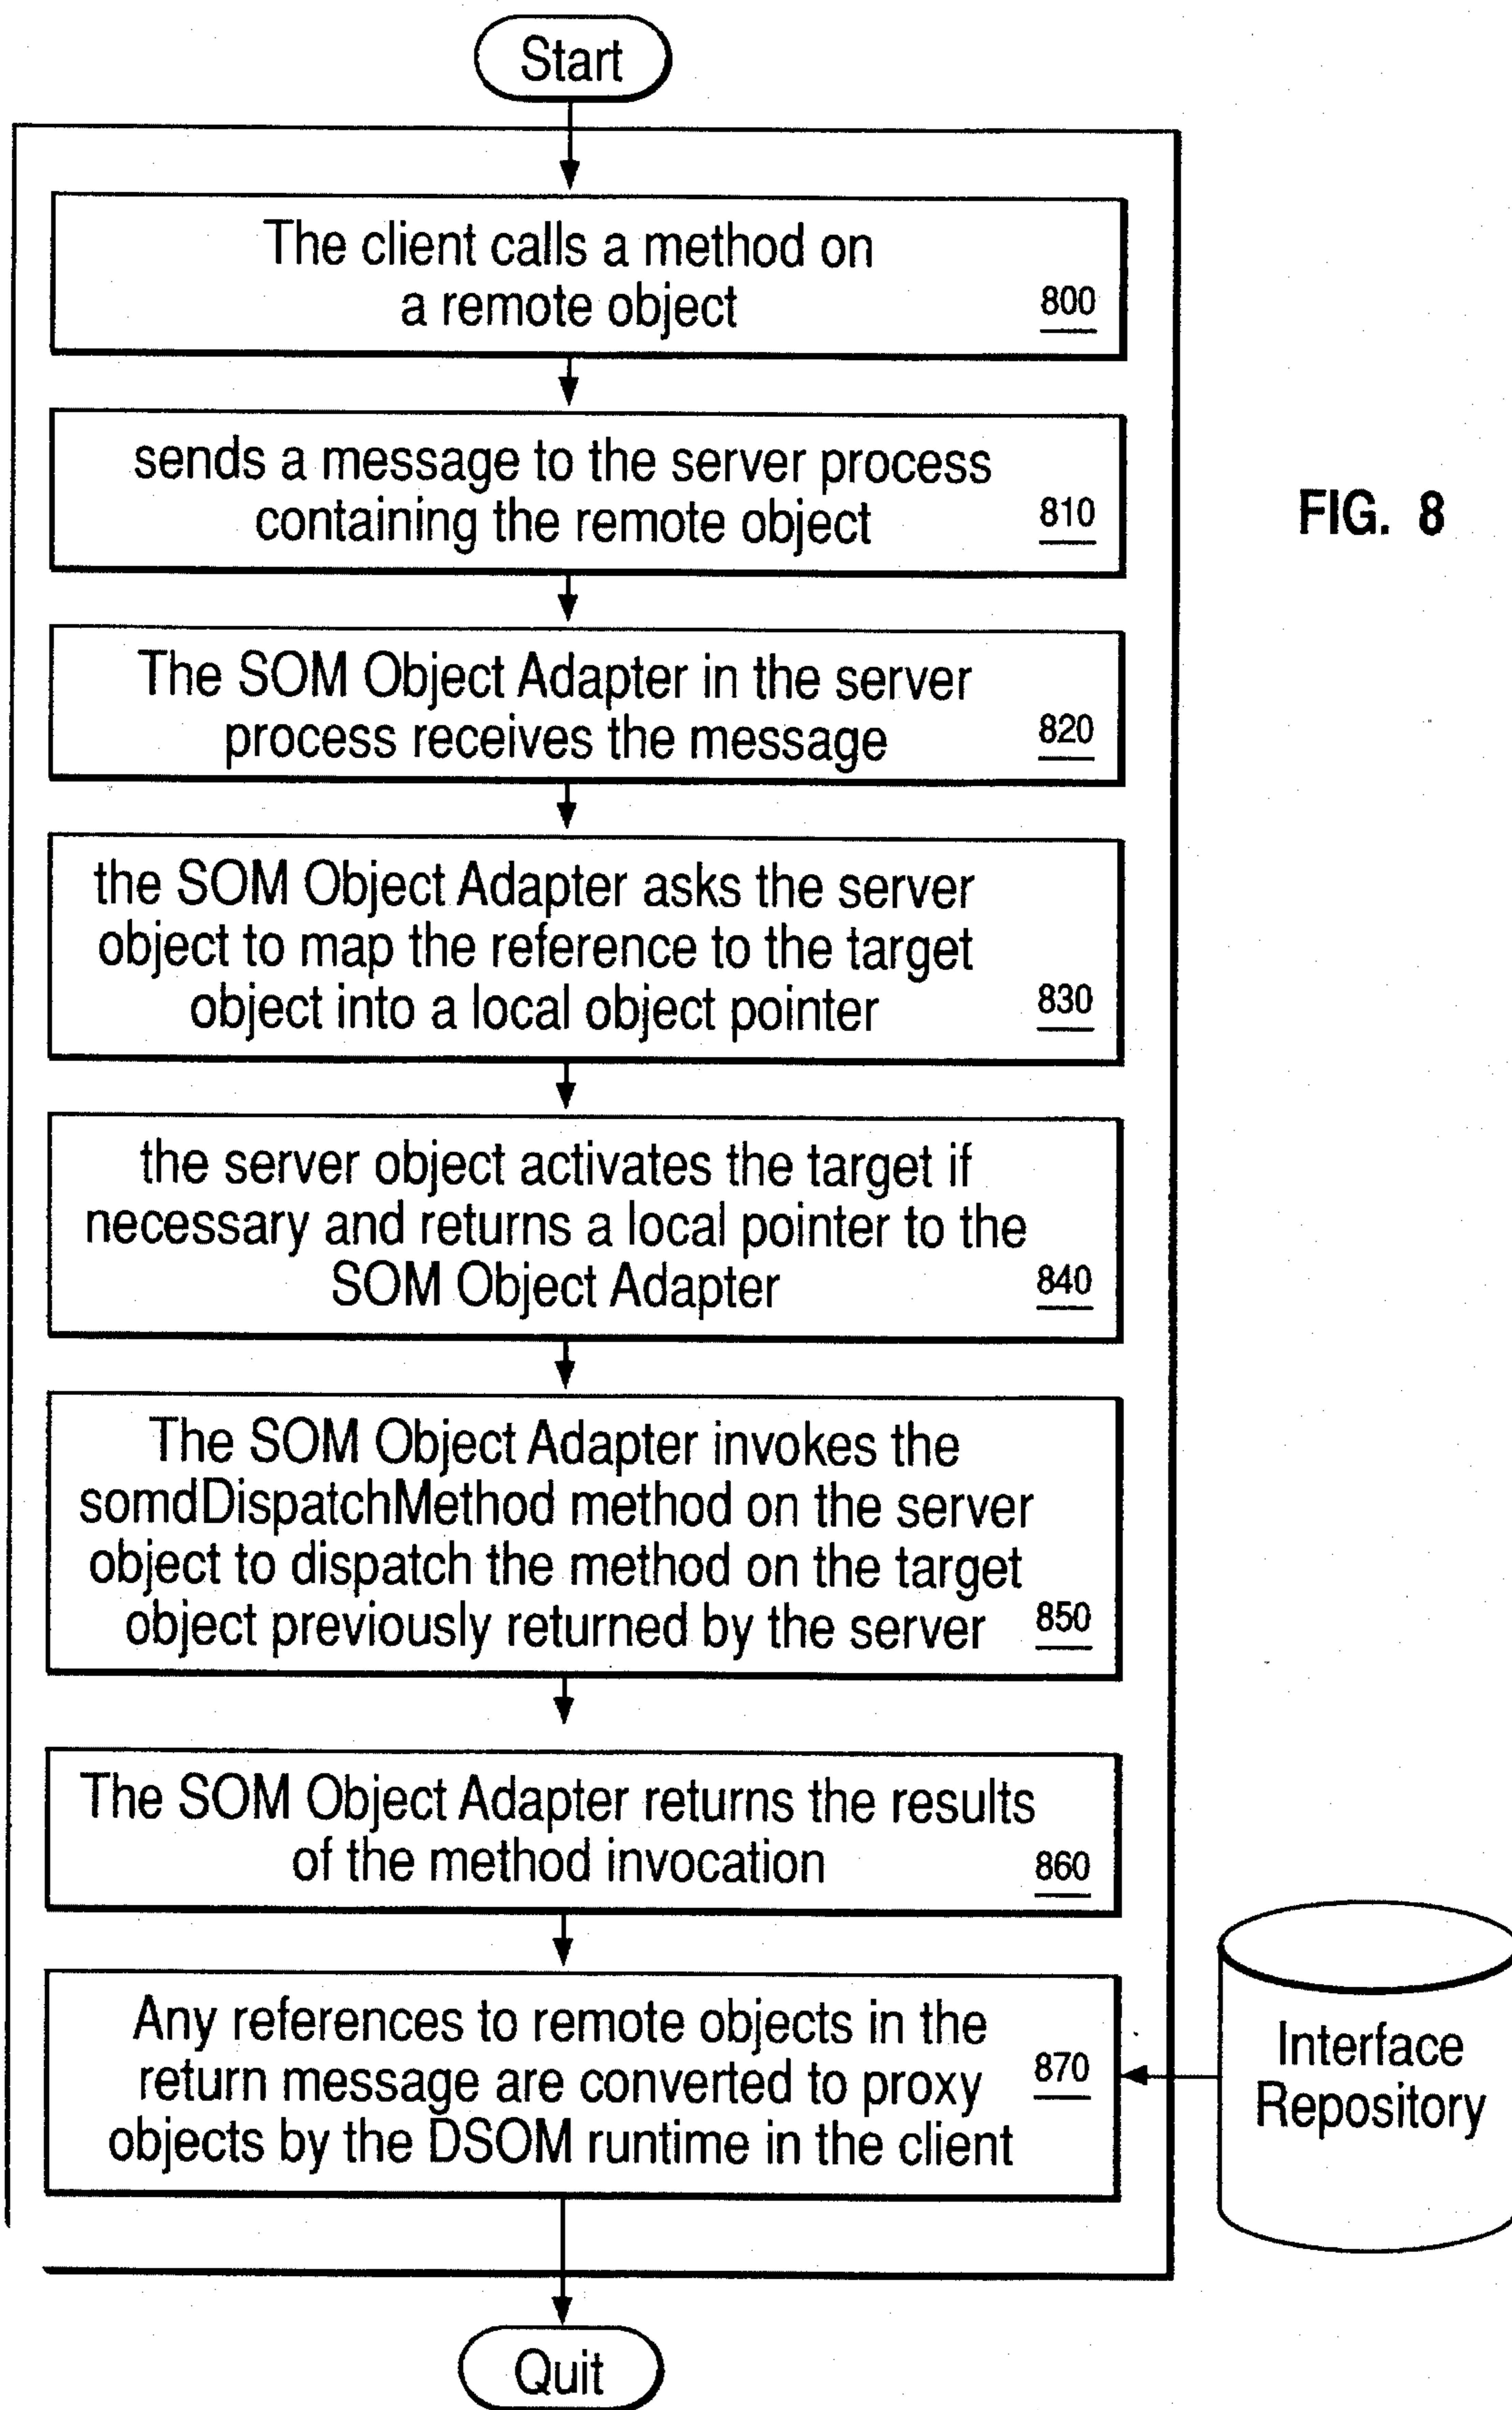 Start
The client calls a method on
a remote object
800
sends a message to the server process
containing the remote object
810
FIG. 8
The SOM Object Adapter in the server
process receives the message
820
the SOM Object Adapter asks the server
object to map the reference to the target
object into a local object pointer
830
the server object activates the target if
necessary and returns a local pointer to the
SOM Object Adapter
840
The SOM Object Adapter invokes the
somdDispatchMethod method on the server
object to dispatch the method on the target
object previously returned by the server
850
The SOM Object Adapter returns the results
of the method invocation
860
Any references to remote objects in the
return message are converted to proxy
objects by the DSOM runtime in the client
870
Interface
Repository
Quit